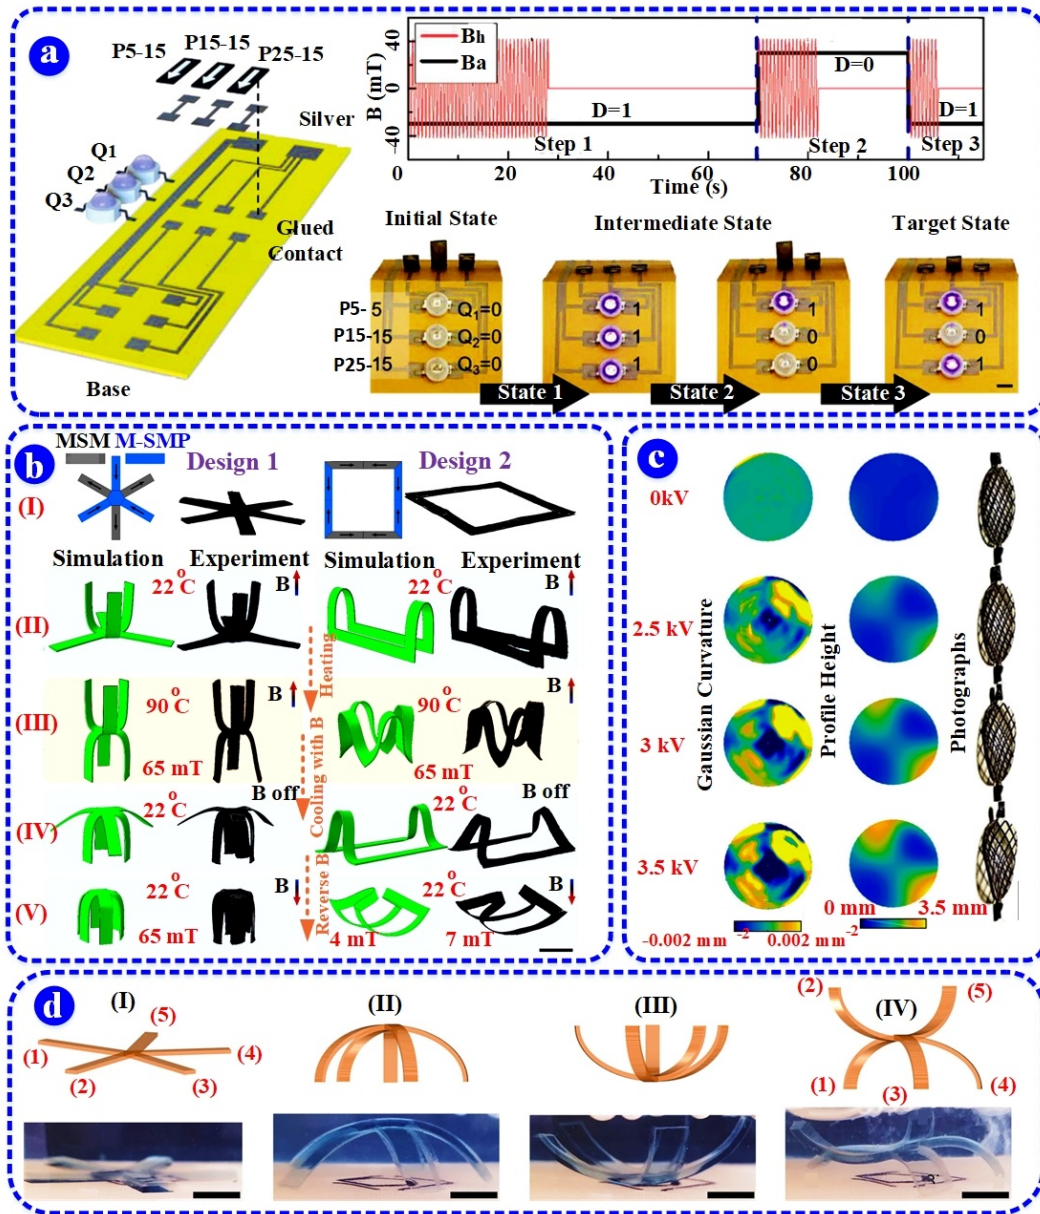 a
P5-15
P15-15
P25-15
Silver
Q1
Q2
Q3
Glued
Contact
Base
B (mT)
40
0
-40
Bh
Ba
D=1
D=0
D=1
Step 1
Step 2
Step 3
0
20
40
60
80
100
Time (s)
Initial State
Intermediate State
Target State
P5- 5
Q1=0
1
1
1
P15-15
Q2=0
1
0
0
P25-15
Q3=0
1
0
1
State 1
State 2
State 3
b
MSM M-SMP
Design 1
Design 2
(I)
Simulation
Experiment
Simulation
Experiment
(II)
22°C
B
22°C
B
Heating
(III)
90°C
B
90°C
B
65 mT
65 mT
Cooling with B
(IV)
22°C
B off
22°C
B off
Reverse B
(V)
22°C
B
22°C
B
65 mT
4 mT
7 mT
c
0kV
2.5 kV
3 kV
3.5 kV
Gaussian Curvature
Profile Height
Photographs
0 mm
3.5 mm
-0.002 mm-2
0.002 mm-2
d
(I)
(II)
(III)
(IV)
(1)
(2)
(3)
(4)
(5)
(2)
(5)
(1)
(3)
(4)